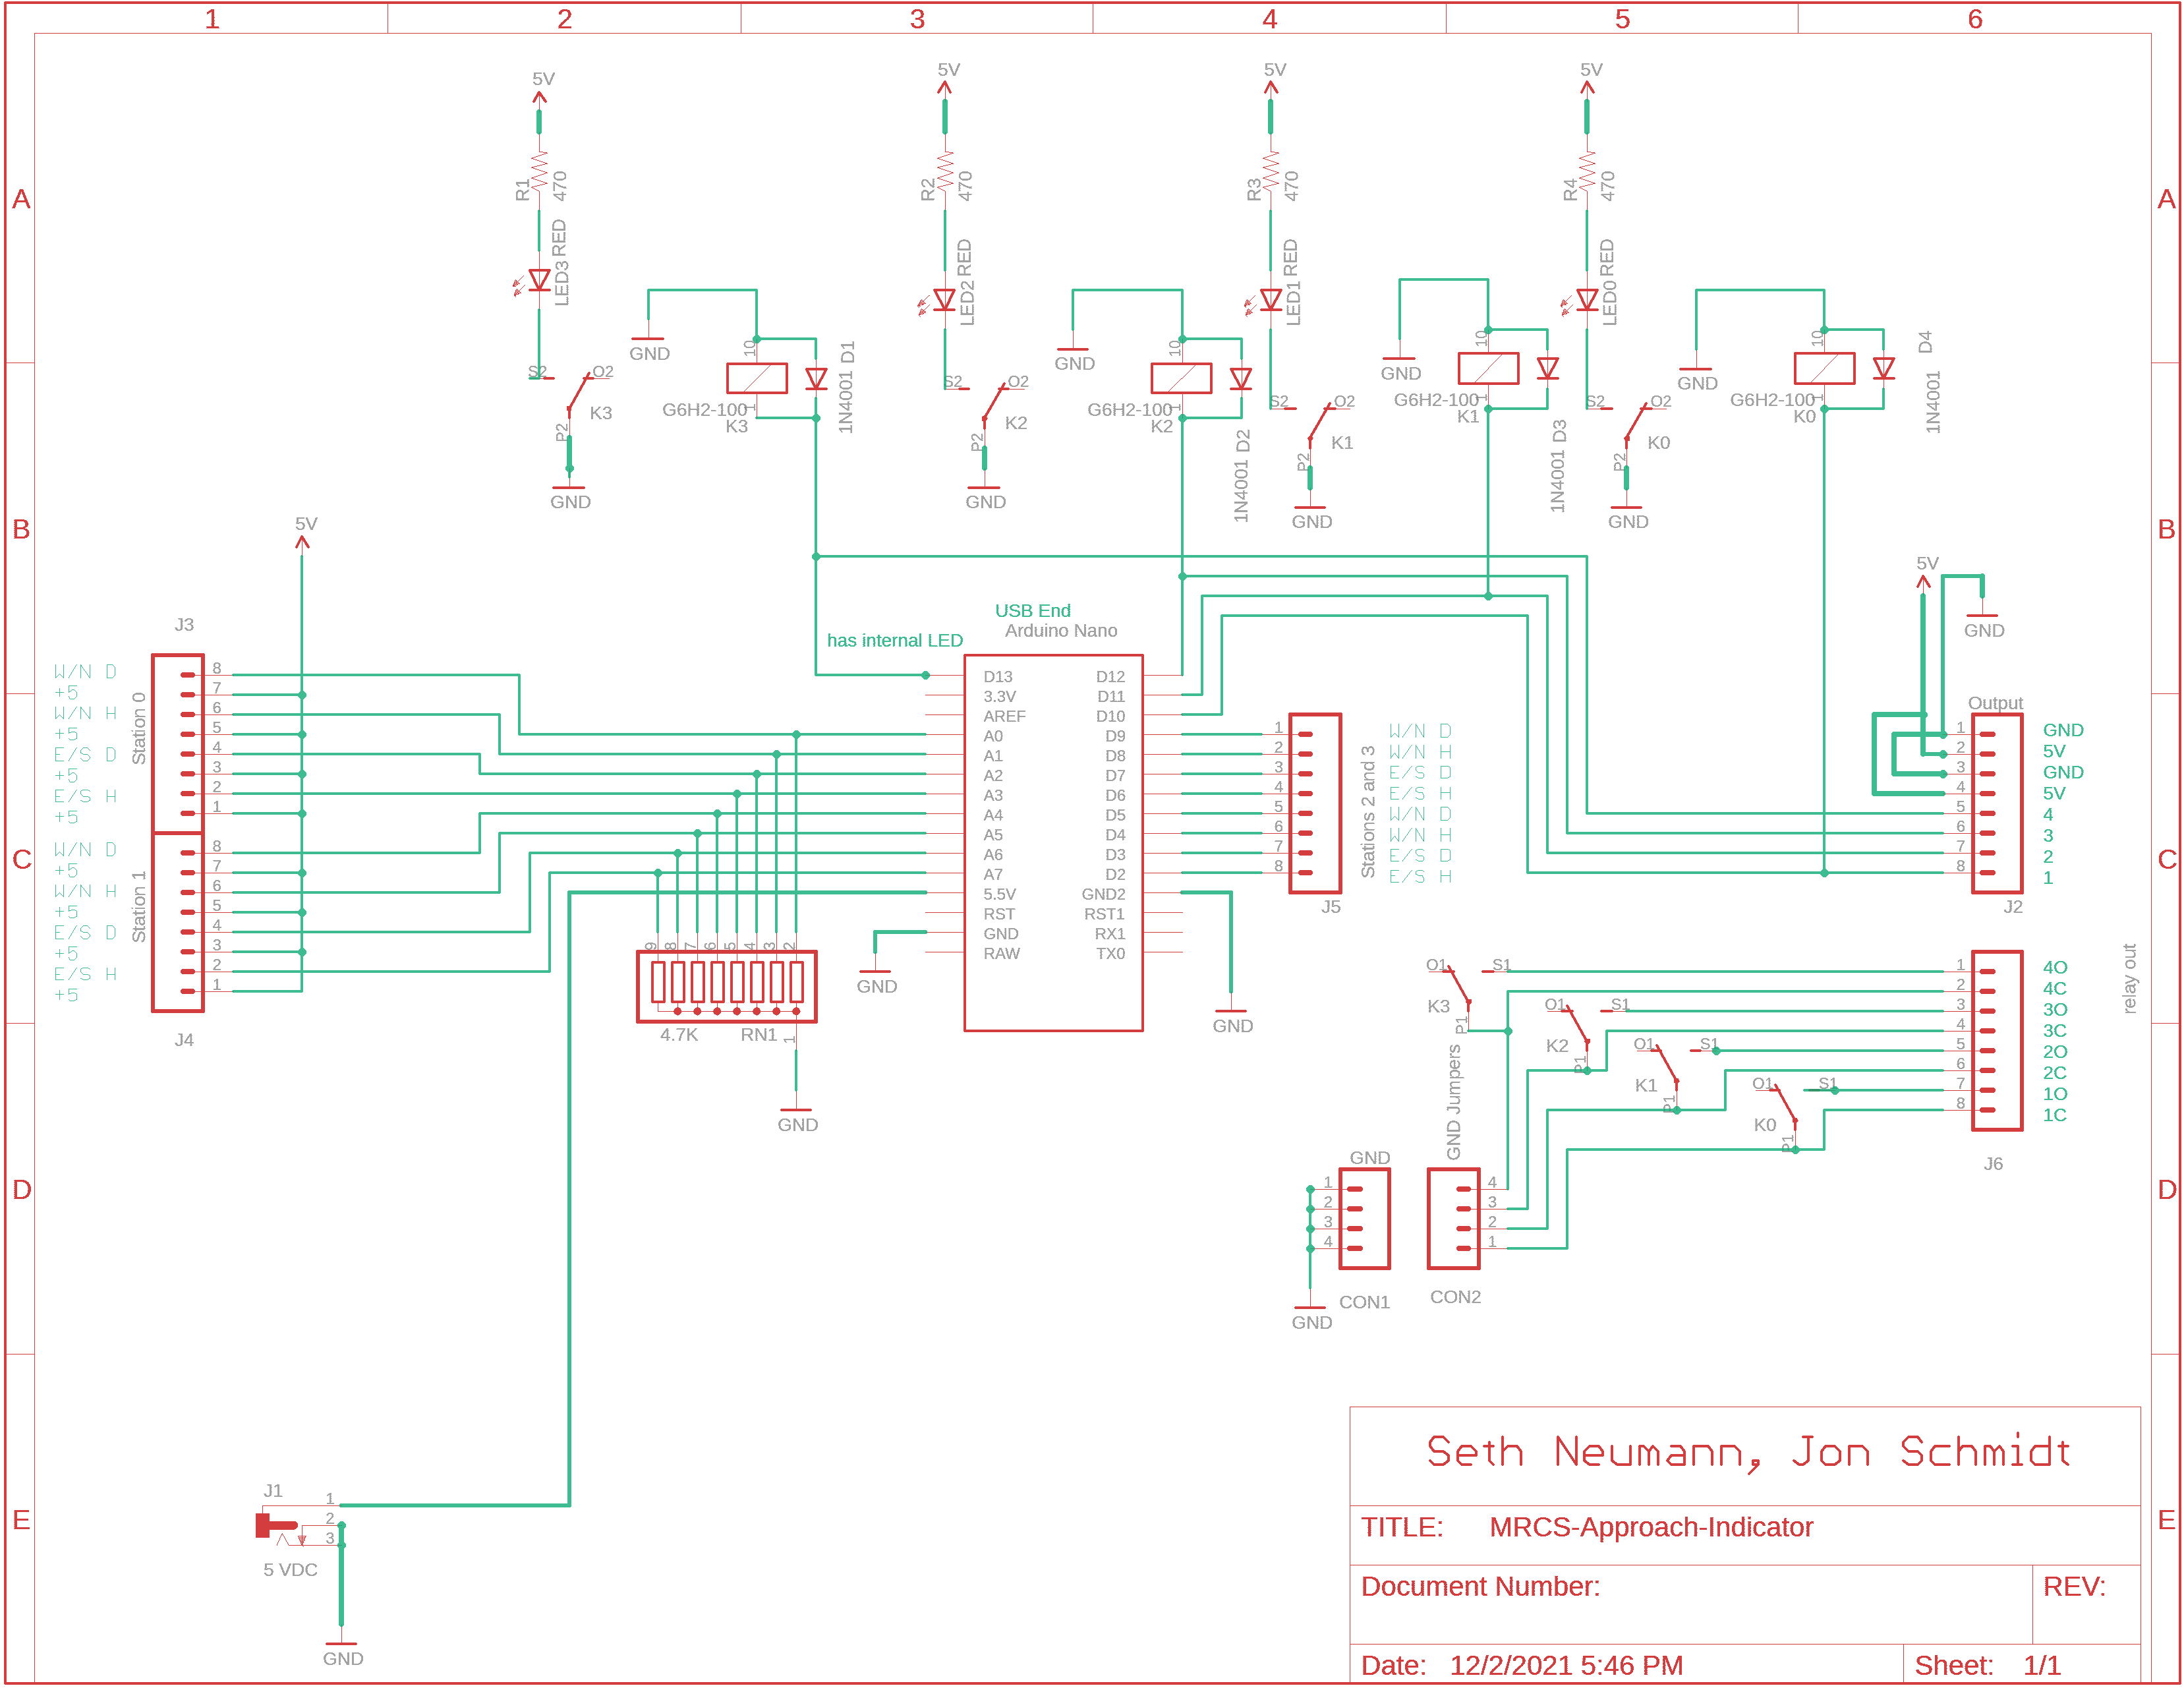 1 2 3 4 5 6
A A
B B
C C
D D
E E
5V
R1
470
LED3 RED
S2 O2
K3
P2
GND
GND
10
1
G6H2-100
K3
1N4001 D1
5V
R2
470
LED2 RED
S2 O2
K2
P2
GND
GND
10
1
G6H2-100
K2
1N4001 D2
5V
R3
470
LED1 RED
S2 O2
K1
P2
GND
GND
10
1
G6H2-100
K1
1N4001 D3
5V
R4
470
LED0 RED
S2 O2
K0
P2
GND
GND
10
1
G6H2-100
K0
1N4001 D4
5V
J3
Station 0
W/N D 8
+5 7
W/N H 6
+5 5
E/S D 4
+5 3
E/S H 2
+5 1
Station 1
W/N D 8
+5 7
W/N H 6
+5 5
E/S D 4
+5 3
E/S H 2
+5 1
J4
USB End
Arduino Nano
has internal LED
D13 D12
3.3V D11
AREF D10
A0 D9
A1 D8
A2 D7
A3 D6
A4 D5
A5 D4
A6 D3
A7 D2
5.5V GND2
RST RST1
GND RX1
RAW TX0
GND
GND
9 8 7 6 5 4 3 2
4.7K RN1
1
GND
1 W/N D
2 W/N H
3 E/S D
4 E/S H
5 W/N D
6 W/N H
7 E/S D
8 E/S H
Stations 2 and 3
J5
5V
GND
Output
1 GND
2 5V
3 GND
4 5V
5 4
6 3
7 2
8 1
J2
relay out
1 4O
2 4C
3 3O
4 3C
5 2O
6 2C
7 1O
8 1C
J6
O1 S1
K3
P1
O1 S1
K2
P1
O1 S1
K1
P1
O1 S1
K0
P1
GND Jumpers
GND
1
2
3
4
CON1
GND
4
3
2
1
CON2
J1
1
2
3
5 VDC
GND
Seth Neumann, Jon Schmidt
TITLE: MRCS-Approach-Indicator
Document Number:
REV:
Date: 12/2/2021 5:46 PM
Sheet: 1/1